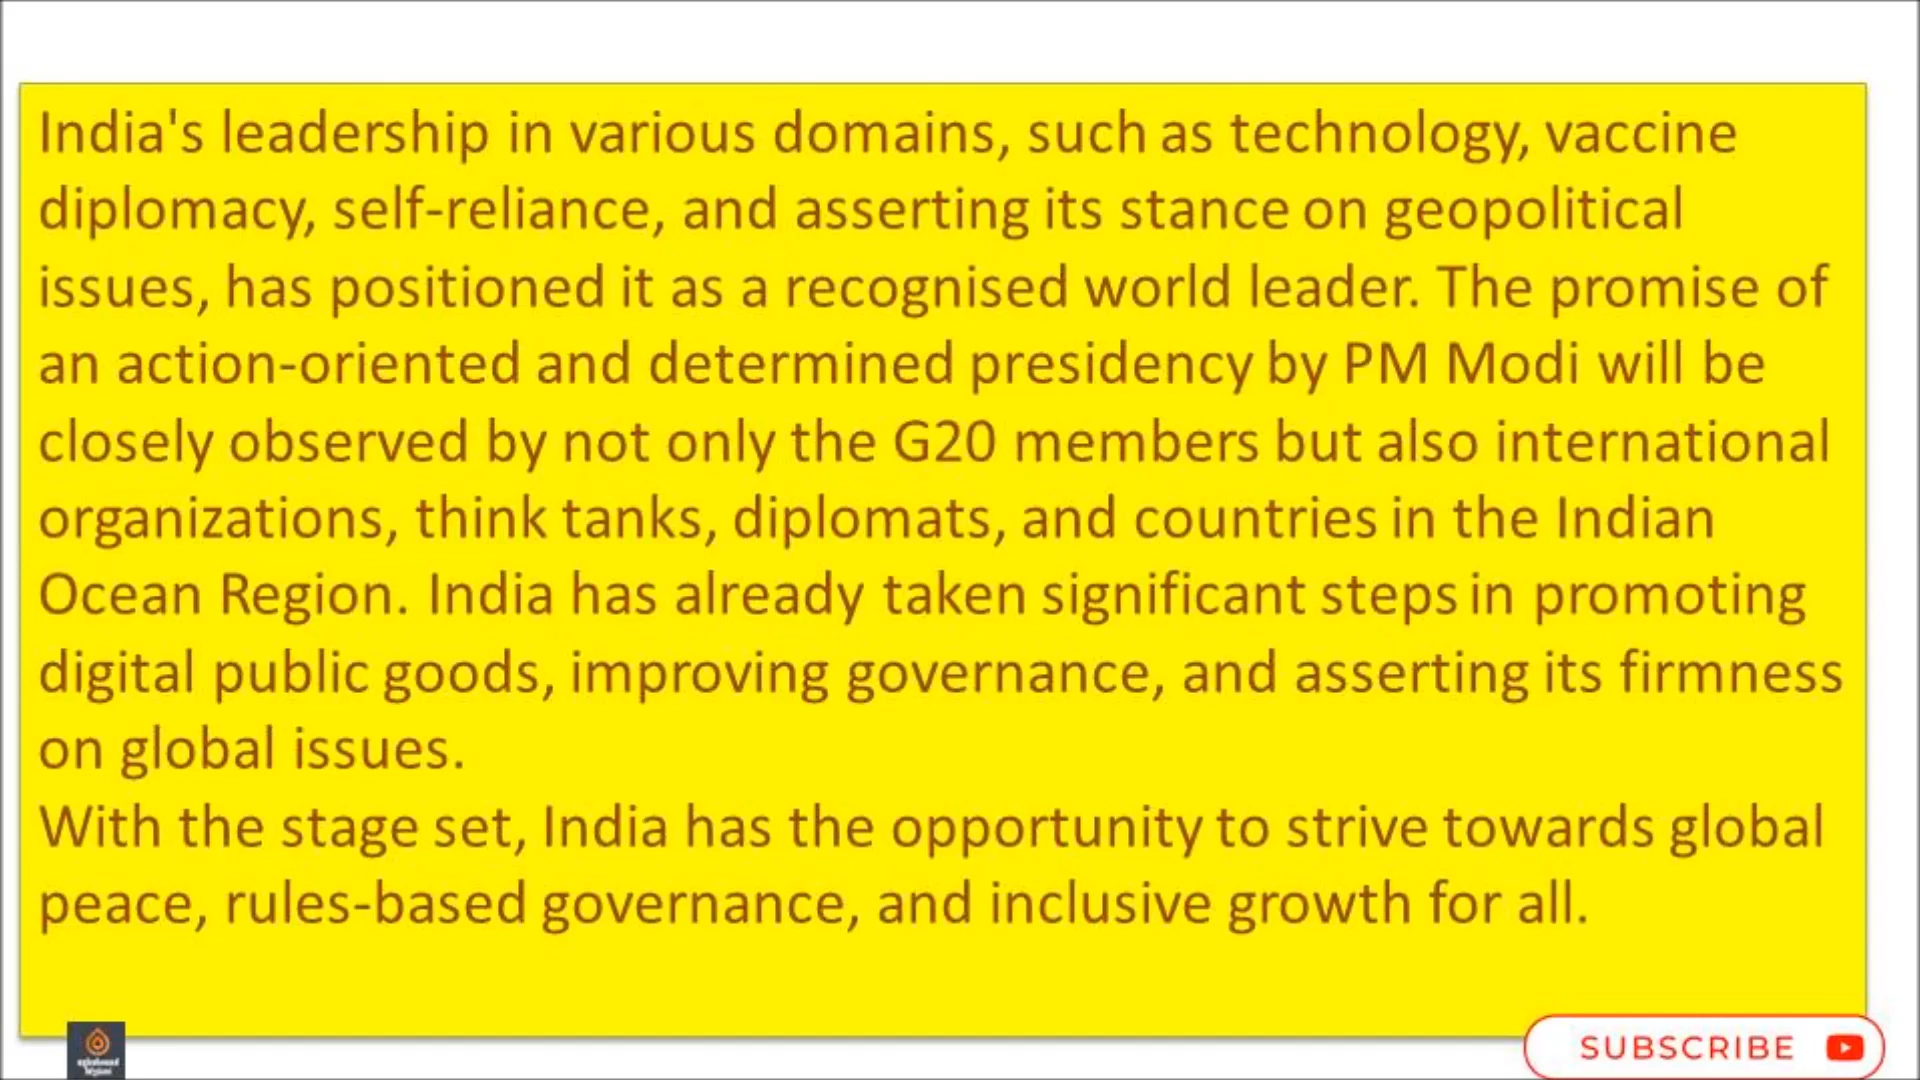 India's leadership in various domains, such as technology, vaccine
diplomacy, self-reliance, and asserting its stance on geopolitical
issues, has positioned it as a recognised world leader. The promise of
an action-oriented and determined presidency by PM Modi will be
closely observed by not only the G20 members but also international
organizations, think tanks, diplomats, and countries in the Indian
Ocean Region. India has already taken significant steps in promoting
digital public goods, improving governance, and asserting its firmness
on global issues.
With the stage set, India has the opportunity to strive towards global
peace, rules-based governance, and inclusive growth for all.
SUBSCRIBE